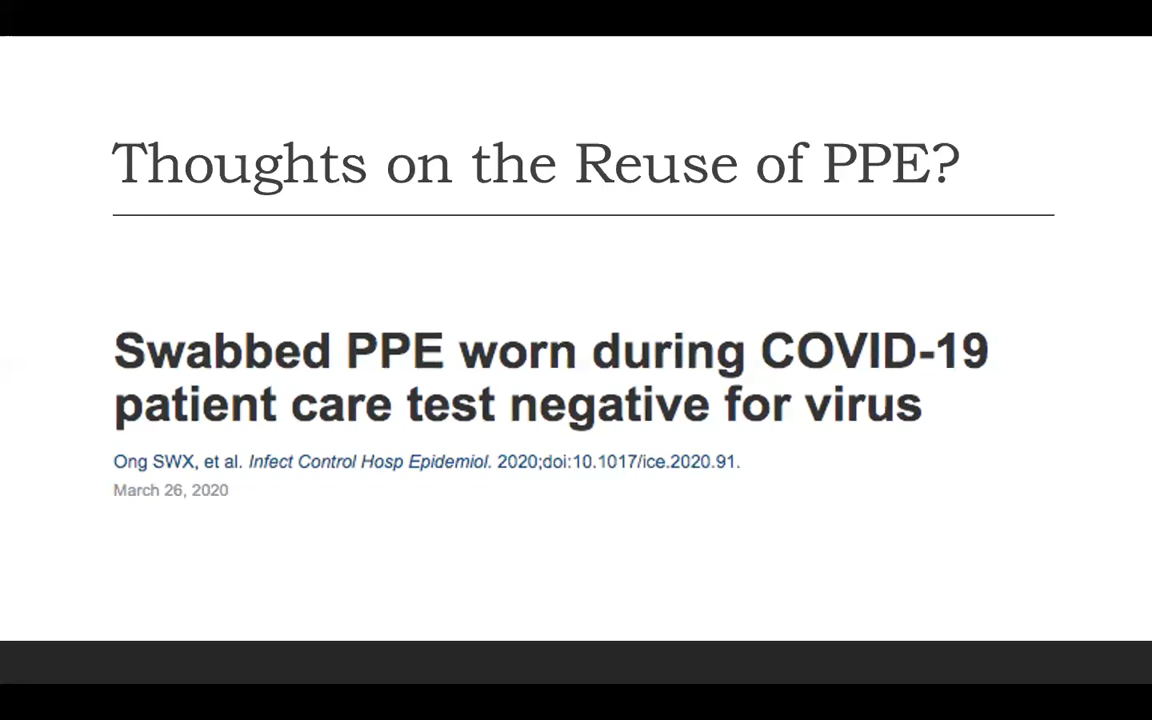 Thoughts on the Reuse of PPE?
Swabbed PPE worn during COVID-19
patient care test negative for virus
Ong SWX, et al. Infect Control Hosp Epidemiol. 2020;doi:10.1017/ice.2020.91.
March 26, 2020